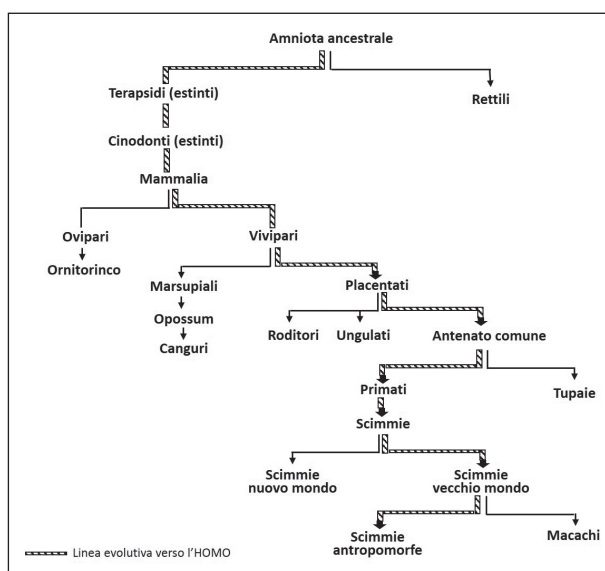 Amniota ancestrale
Terapsidi (estinti)
Rettili
Cinodonti (estinti)
Mammalia
Ovipari
Vivipari
Ornitorinco
Marsupiali
Placentati
Opossum
Roditori
Ungulati
Antenato comune
Canguri
Primati
Tupaie
Scimmie
Scimmie
nuovo mondo
Scimmie
vecchio mondo
Scimmie
antropomorfe
Macachi
Linea evolutiva verso l'HOMO